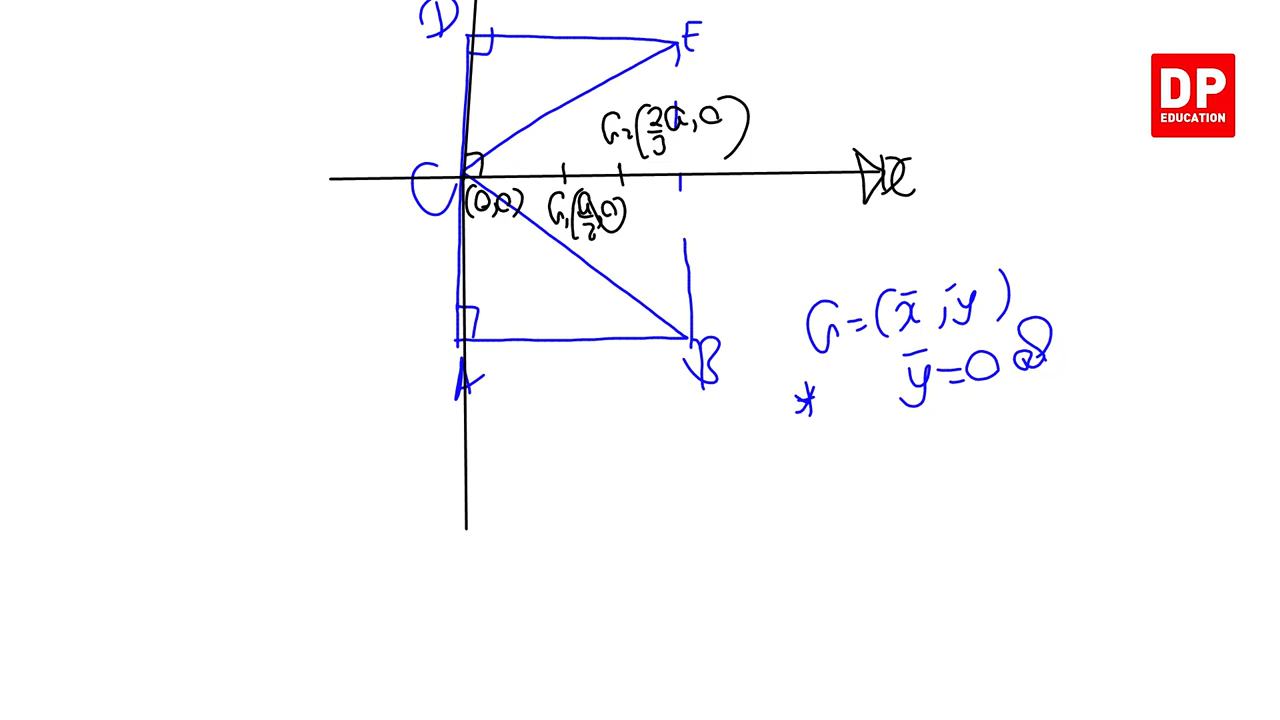 D
E
DP
EDUCATION
G₂(2/3 a, 0)
C
x
(0,0)
G₁(a/2, 0)
G=(x̄, ȳ)
ȳ=0
A
B
*